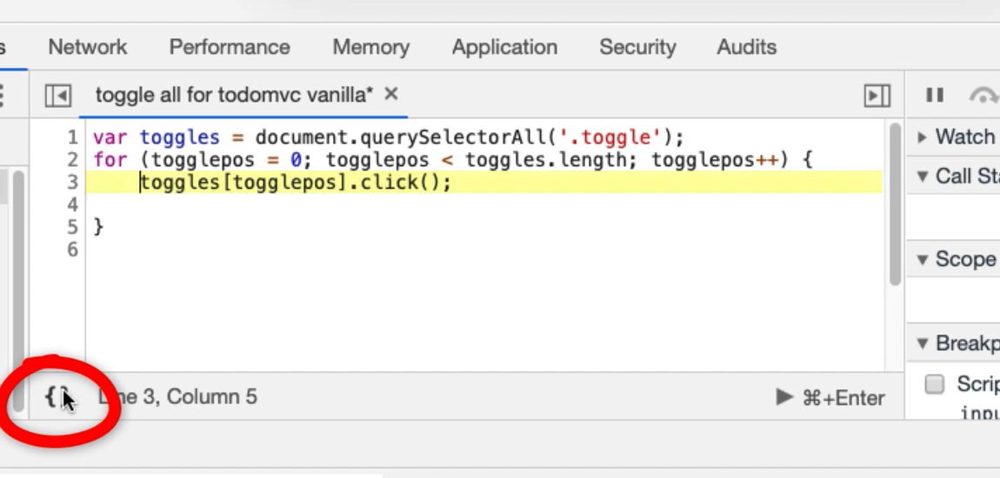 Network Performance Memory Application Security Audits
toggle all for todomvc vanilla* ×
1 var toggles = document.querySelectorAll('.toggle');
2 for (togglepos = 0; togglepos < toggles.length; togglepos++) {
3 toggles[togglepos].click();
4
5 }
6
{} Line 3, Column 5 ▶ ⌘+Enter
▶ Watch
▼ Call Sta
▼ Scope
▼ Breakp
Scrip
inpu